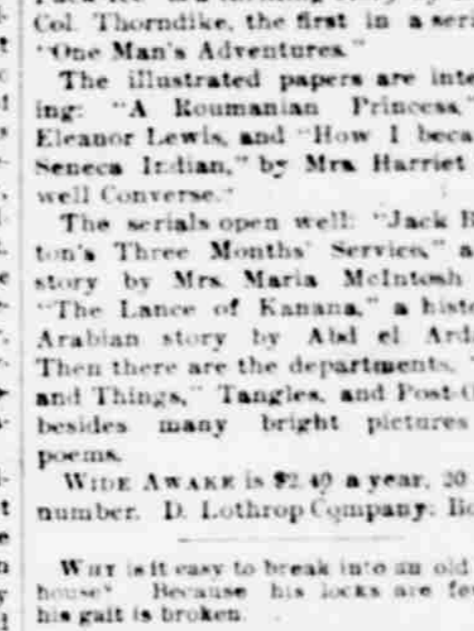 Col. Thorndike, the first in a seri
"One Man's Adventures."
The illustrated papers are inte
ing: "A Roumanian Princess,
Eleanor Lewis, and "How I beca
Seneca Indian," by Mrs. Harriet
well Converse."
The serials open well: "Jack B
ton's Three Months' Service," a
story by Mrs. Maria McIntosh
"The Lance of Kanana," a histo
Arabian story by Abd el Arda
Then there are the departments,
and Things," Tangles, and Post-O
besides many bright pictures
poems.
WIDE AWAKE is $2.40 a year, 20
number. D. Lothrop Company, Bo
WHY is it easy to break into an old
house? Because his locks are few
his gait is broken.